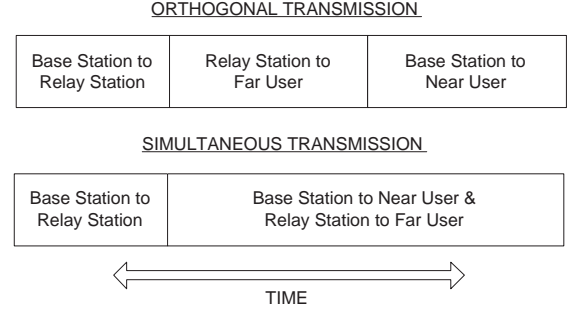 ORTHOGONAL TRANSMISSION
Base Station to
Relay Station
Relay Station to
Far User
Base Station to
Near User
SIMULTANEOUS TRANSMISSION
Base Station to
Relay Station
Base Station to Near User &
Relay Station to Far User
TIME